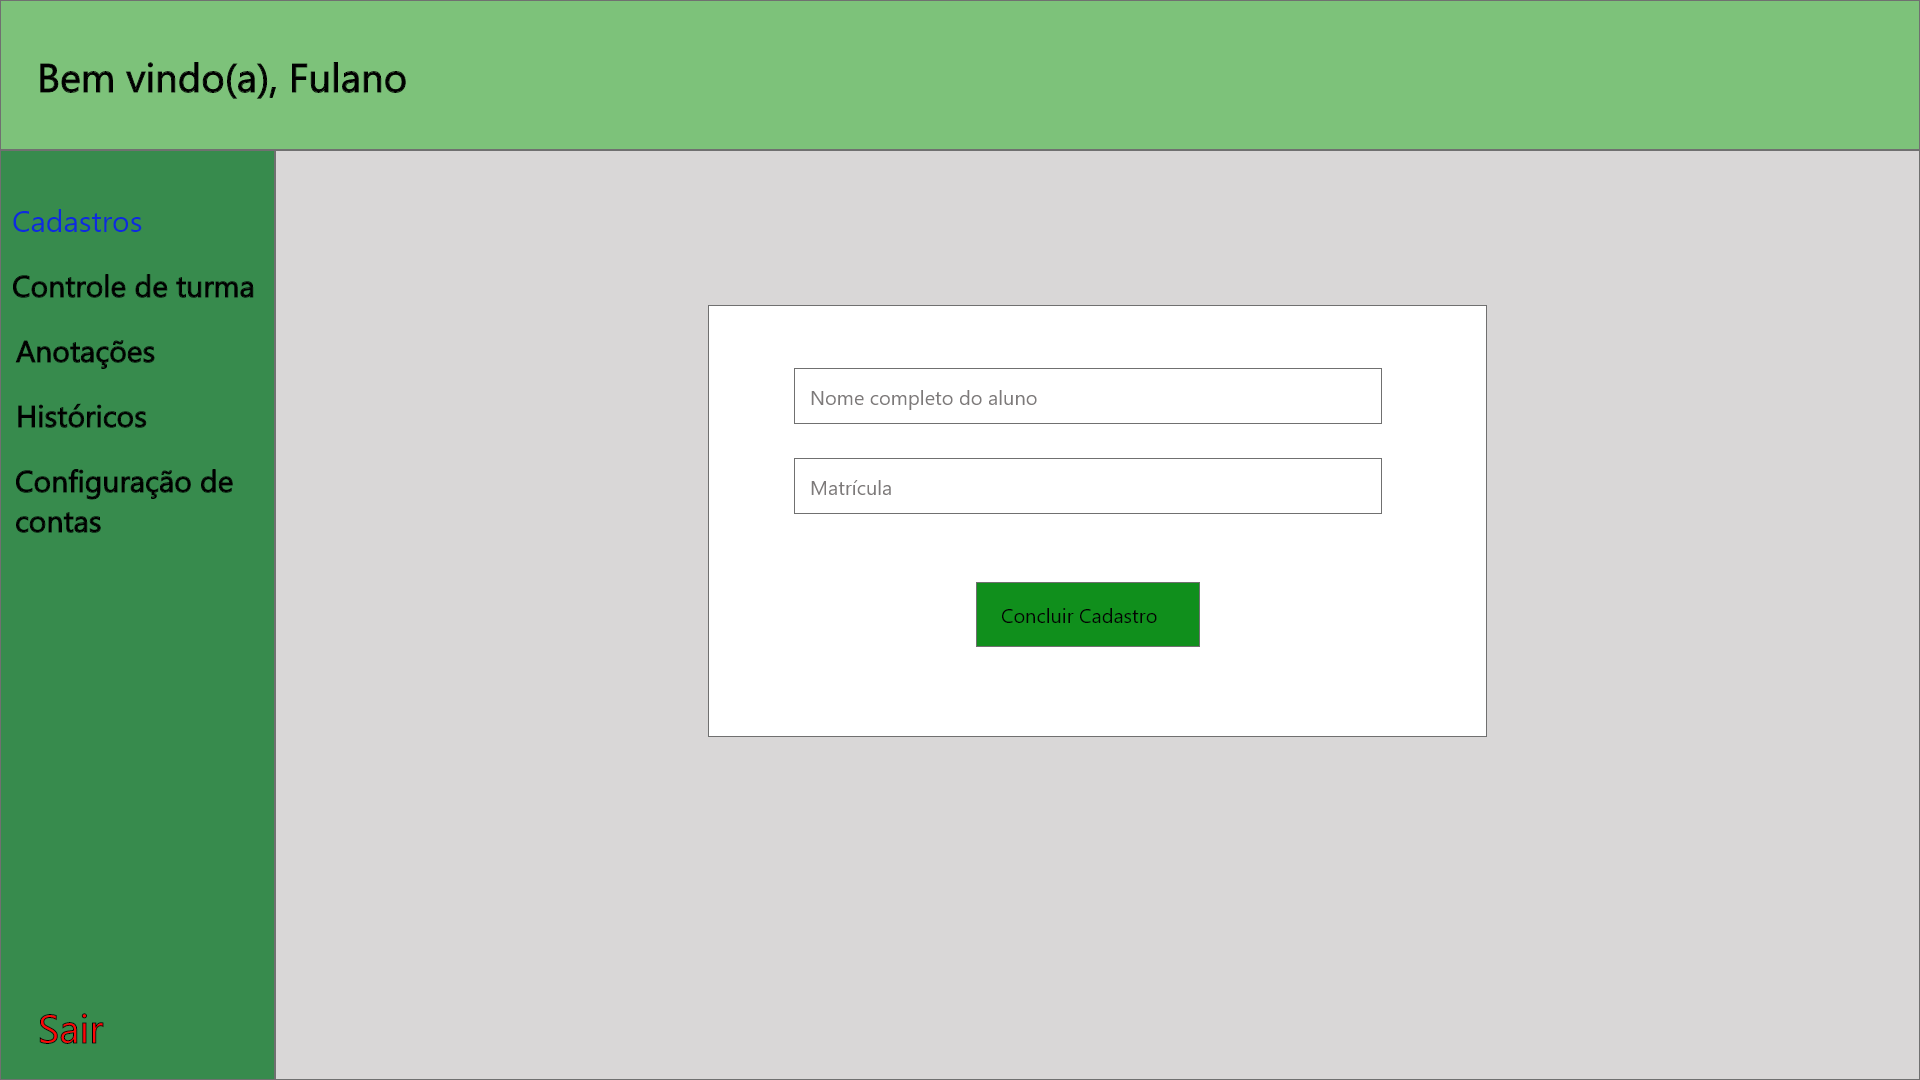 Bem vindo(a), Fulano
Cadastros
Controle de turma
Anotações
Históricos
Configuração de
contas
Sair
Nome completo do aluno
Matrícula
Concluir Cadastro